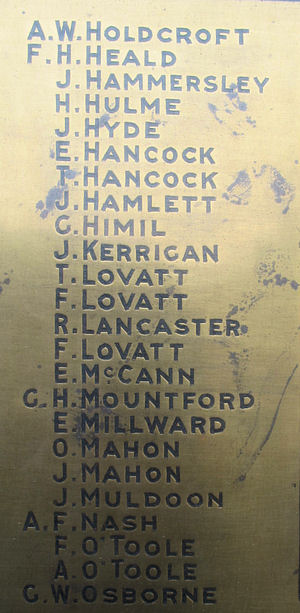 A.W.HOLDCROFT
F.H.HEALD
J.HAMMERSLEY
H.HULME
J.HYDE
E.HANCOCK
T.HANCOCK
J.HAMLETT
G.HIMIL
J.KERRIGAN
T.LOVATT
F.LOVATT
R.LANCASTER
F.LOVATT
E.McCANN
G.H.MOUNTFORD
E.MILLWARD
O.MAHON
J.MAHON
J.MULDOON
A.F.NASH
F.O'TOOLE
A.O'TOOLE
G.W.OSBORNE